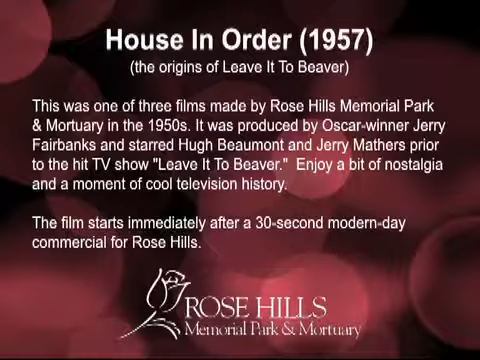 House In Order (1957)
(the origins of Leave It To Beaver)
This was one of three films made by Rose Hills Memorial Park
& Mortuary in the 1950s. It was produced by Oscar-winner Jerry
Fairbanks and starred Hugh Beaumont and Jerry Mathers prior
to the hit TV show "Leave It To Beaver."  Enjoy a bit of nostalgia
and a moment of cool television history.
The film starts immediately after a 30-second modern-day
commercial for Rose Hills.
ROSE HILLS
Memorial Park & Mortuary